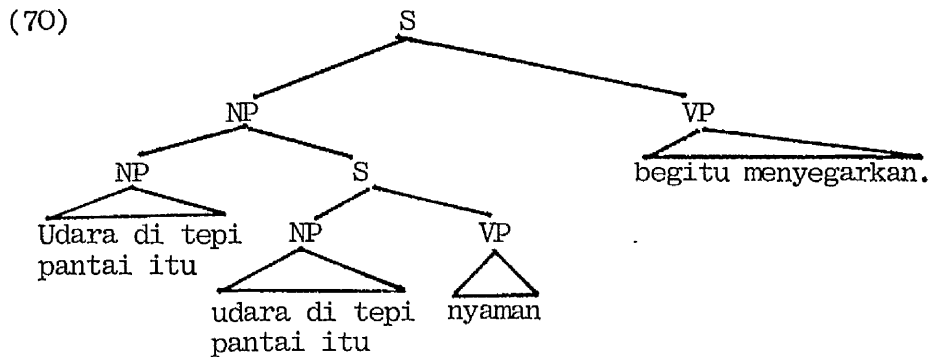 (70) S
NP VP
NP S begitu menyegarkan.
Udara di tepi
pantai itu
NP VP
udara di tepi
pantai itu
nyaman